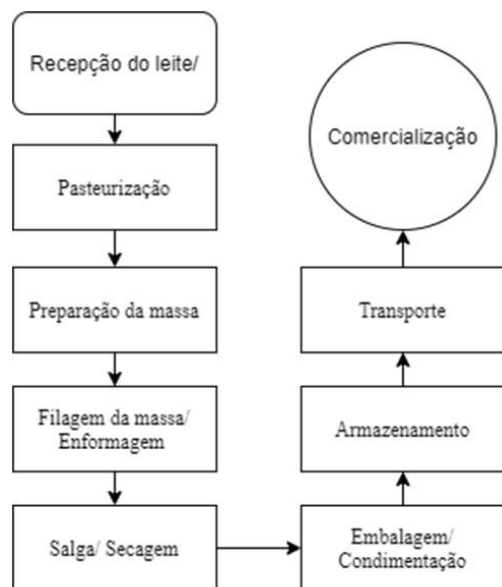 Recepção do leite/
Pasteurização
Preparação da massa
Filagem da massa/
Enformagem
Salga/ Secagem
Embalagem/
Condimentação
Armazenamento
Transporte
Comercialização